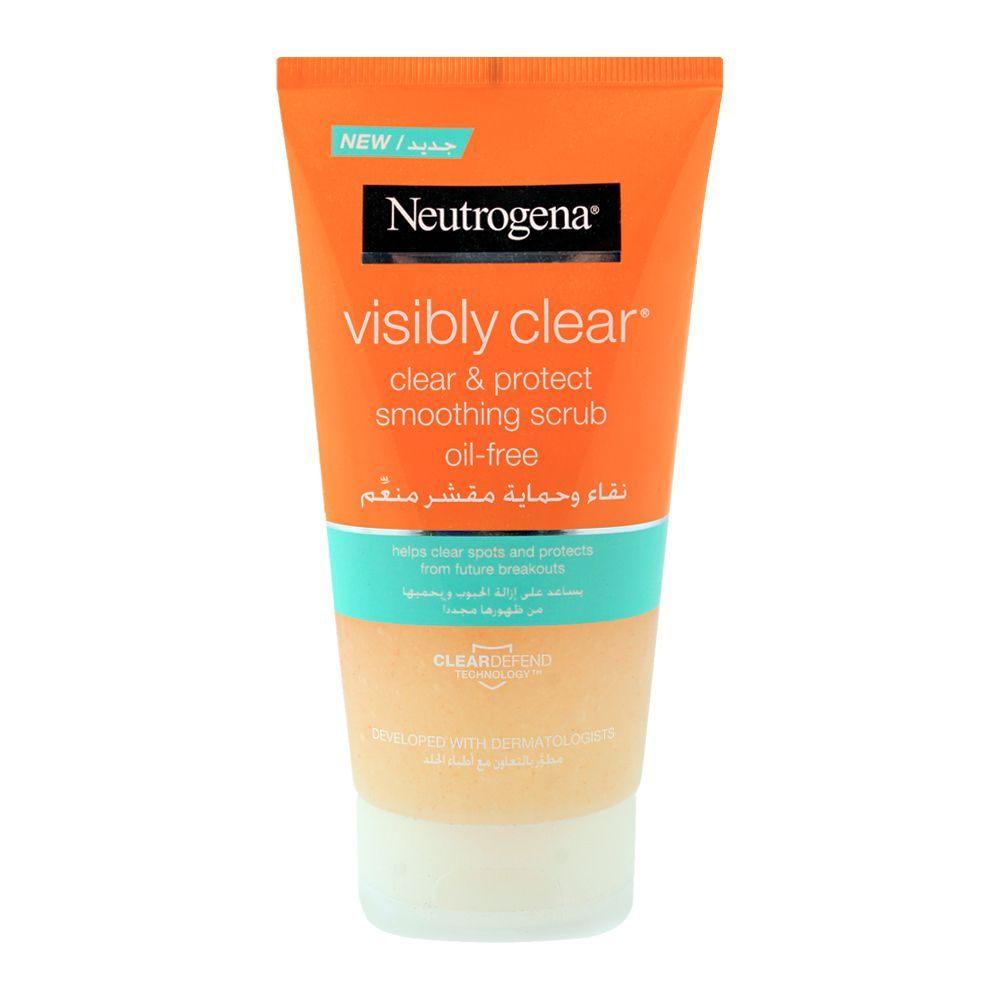 NEW / جديد
Neutrogena®
visibly clear®
clear & protect
smoothing scrub
oil-free
نقاء وحماية مقشر منعّم
helps clear spots and protects
from future breakouts
يساعد على إزالة الحبوب ويحميها
من ظهورها مجدداً
CLEARDEFEND
TECHNOLOGY™
DEVELOPED WITH DERMATOLOGISTS
مطوّر بالتعاون مع أطباء الجلد